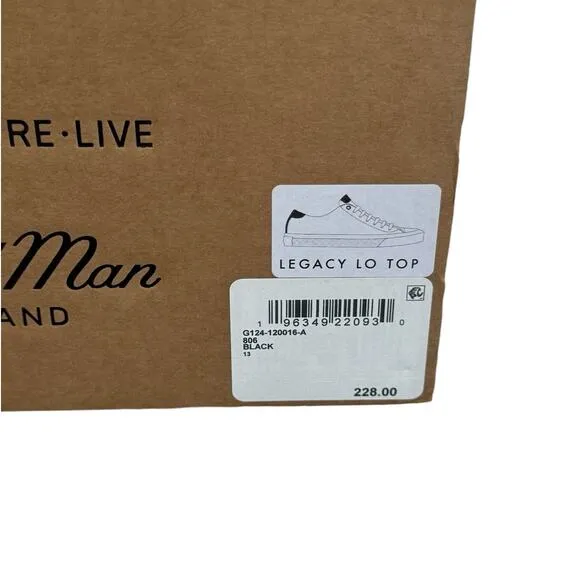 RE·LIVE
Man
AND
LEGACY LO TOP
1 96349 22093 0
G124-120016-A
806
BLACK
13
228.00